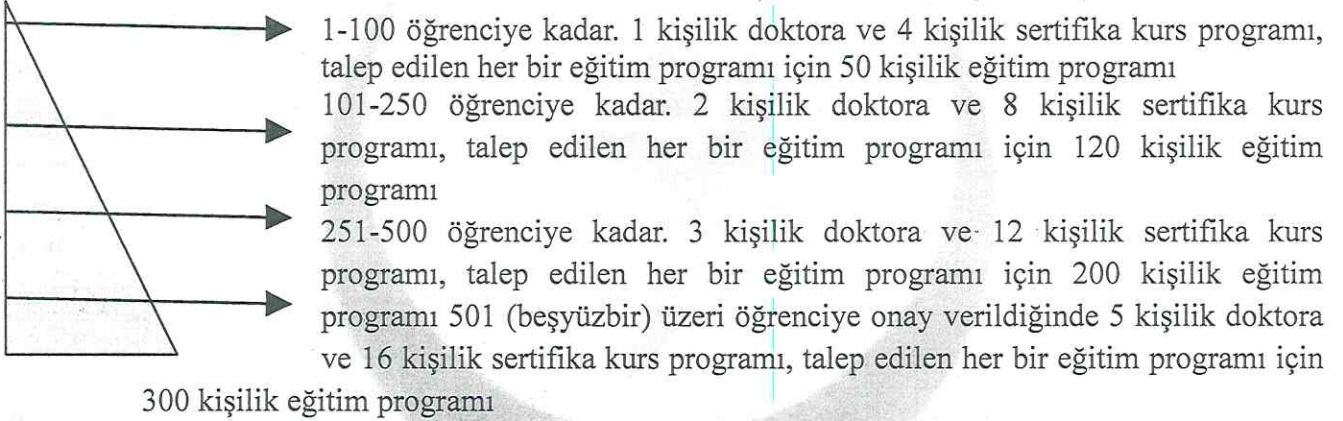 1-100 öğrenciye kadar. 1 kişilik doktora ve 4 kişilik sertifika kurs programı,
talep edilen her bir eğitim programı için 50 kişilik eğitim programı
101-250 öğrenciye kadar. 2 kişilik doktora ve 8 kişilik sertifika kurs
programı, talep edilen her bir eğitim programı için 120 kişilik eğitim
programı
251-500 öğrenciye kadar. 3 kişilik doktora ve 12 kişilik sertifika kurs
programı, talep edilen her bir eğitim programı için 200 kişilik eğitim
programı 501 (beşyüzbir) üzeri öğrenciye onay verildiğinde 5 kişilik doktora
ve 16 kişilik sertifika kurs programı, talep edilen her bir eğitim programı için
300 kişilik eğitim programı